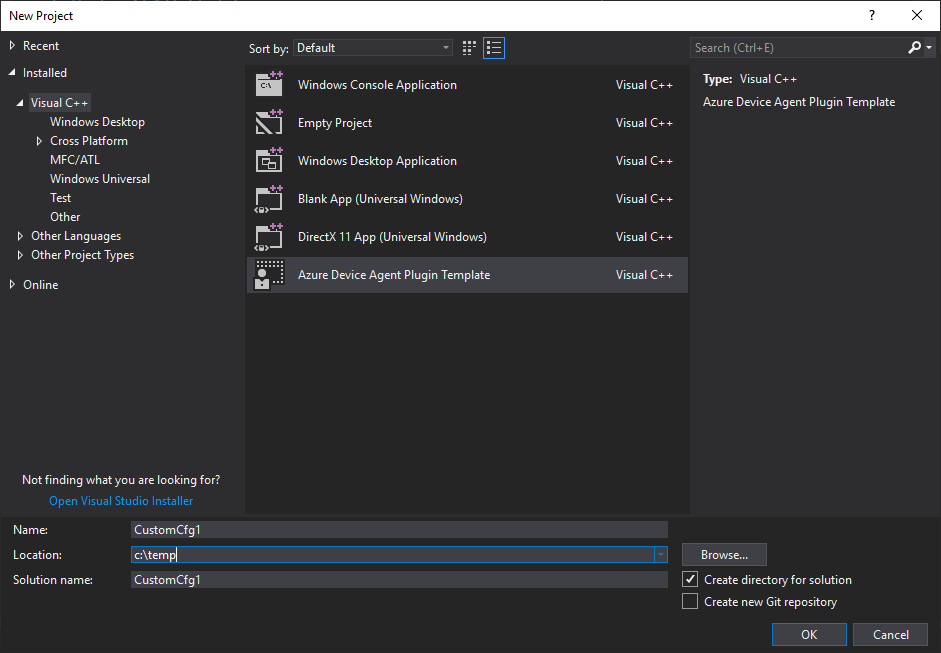 New Project
?
Recent
Installed
Visual C++
Windows Desktop
Cross Platform
MFC/ATL
Windows Universal
Test
Other
Other Languages
Other Project Types
Online
Not finding what you are looking for?
Open Visual Studio Installer
Sort by: Default
Windows Console Application Visual C++
Empty Project Visual C++
Windows Desktop Application Visual C++
Blank App (Universal Windows) Visual C++
DirectX 11 App (Universal Windows) Visual C++
Azure Device Agent Plugin Template Visual C++
Search (Ctrl+E)
Type: Visual C++
Azure Device Agent Plugin Template
Name: CustomCfg1
Location: c:\temp
Browse...
Solution name: CustomCfg1
Create directory for solution
Create new Git repository
OK Cancel